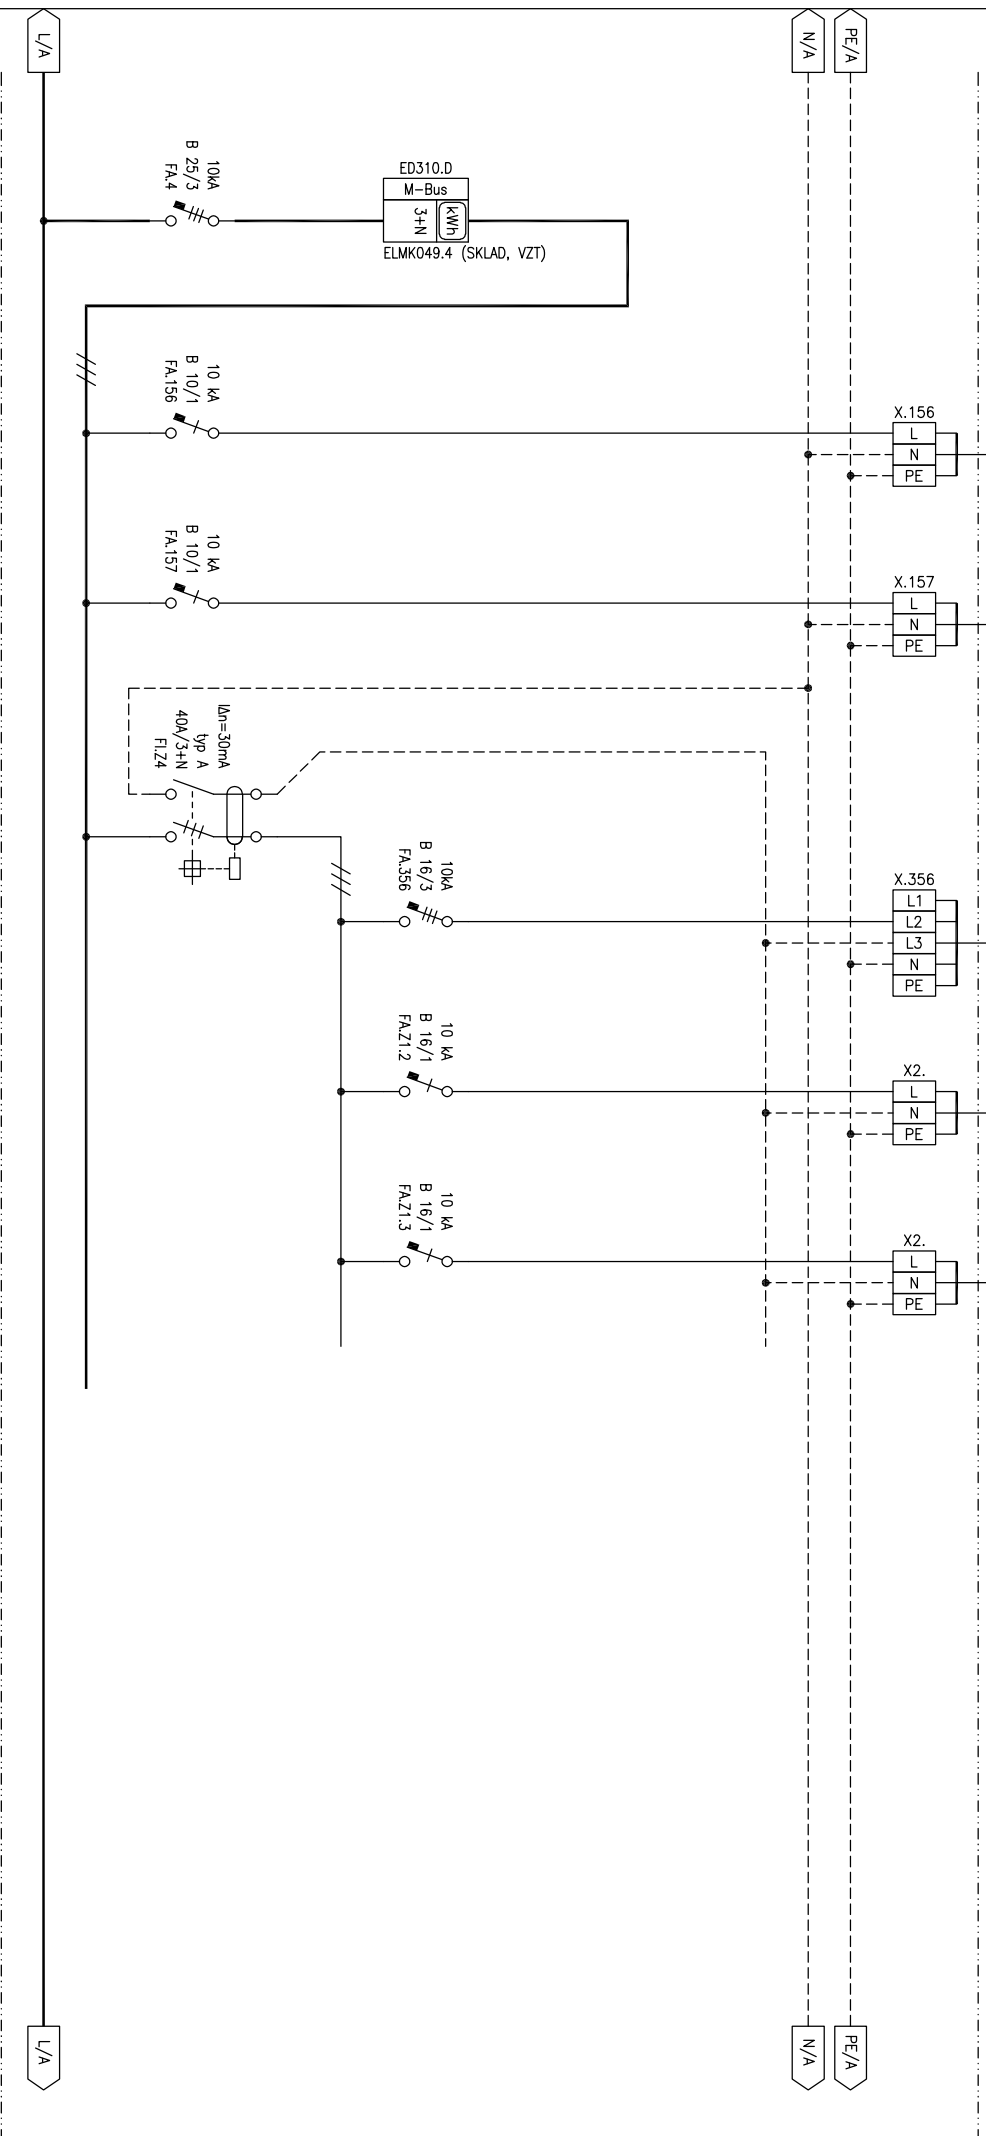 L/A
N/A
PE/A
10kA
B 25/3
FA.4
ED310.D
M-Bus
kWh
3+N
ELMK049.4 (SKLAD, VZT)
10 kA
B 10/1
FA.156
X.156
L
N
PE
10 kA
B 10/1
FA.157
X.157
L
N
PE
IΔn=30mA
typ A
40A/3+N
FI.Z4
10kA
B 16/3
FA.356
X.356
L1
L2
L3
N
PE
10 kA
B 16/1
FA.Z1.2
X2.
L
N
PE
10 kA
B 16/1
FA.Z1.3
X2.
L
N
PE
L/A
N/A
PE/A